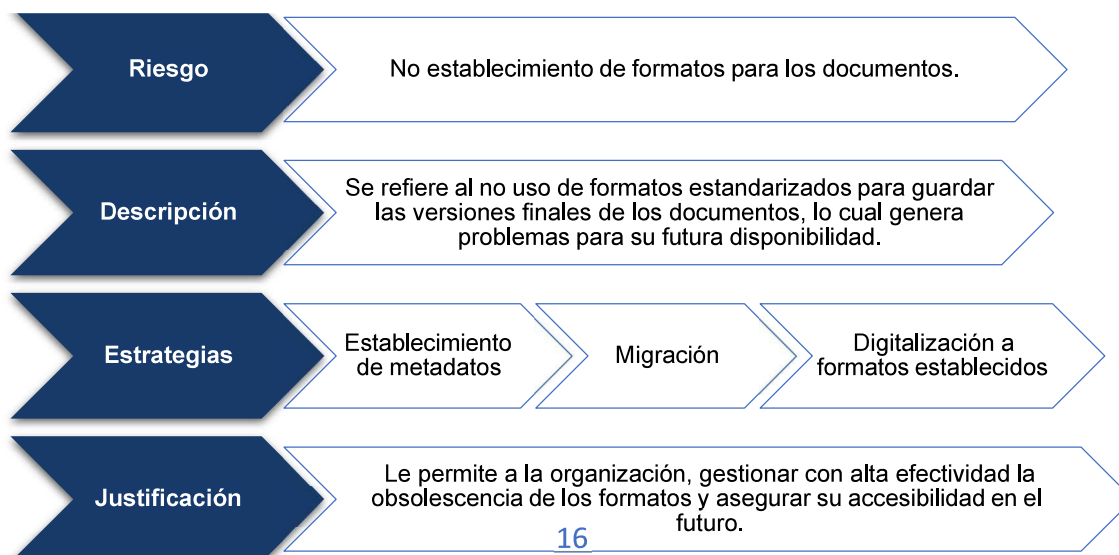 Riesgo
No establecimiento de formatos para los documentos.
Descripción
Se refiere al no uso de formatos estandarizados para guardar
las versiones finales de los documentos, lo cual genera
problemas para su futura disponibilidad.
Estrategias
Establecimiento
de metadatos
Migración
Digitalización a
formatos establecidos
Justificación
Le permite a la organización, gestionar con alta efectividad la
obsolescencia de los formatos y asegurar su accesibilidad en el
futuro.
16